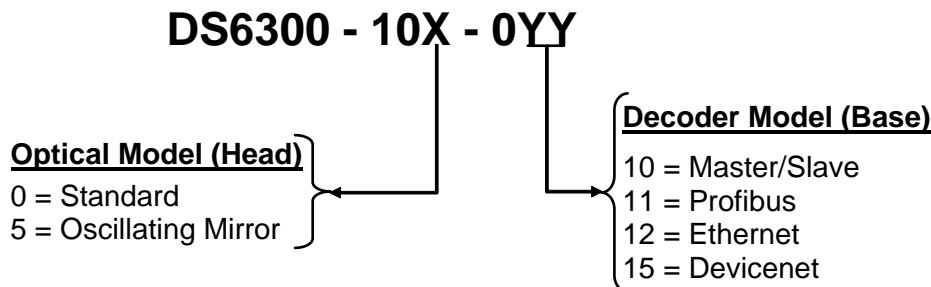 DS6300 - 10X - 0YY
Optical Model (Head)
0 = Standard
5 = Oscillating Mirror
Decoder Model (Base)
10 = Master/Slave
11 = Profibus
12 = Ethernet
15 = Devicenet